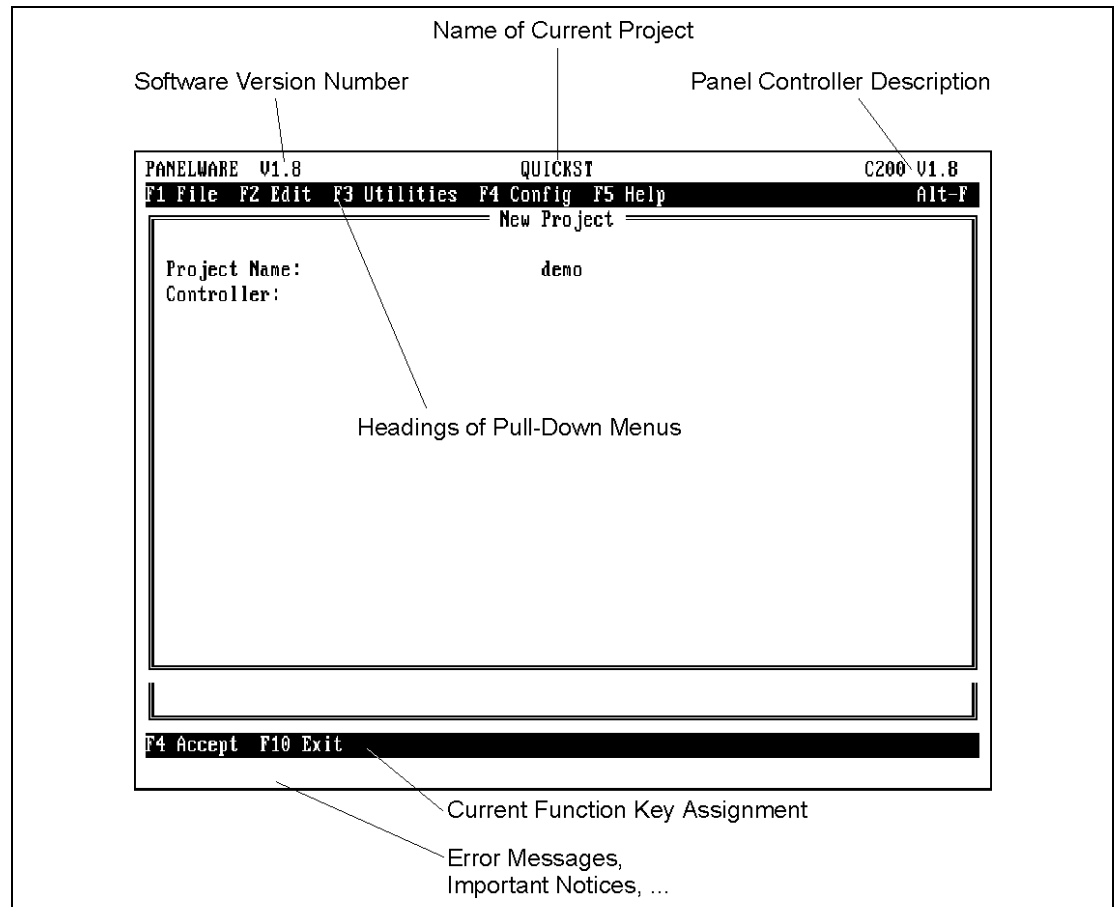 Name of Current Project
Software Version Number
Panel Controller Description
PANELWARE V1.8 QUICKST C200 V1.8
F1 File F2 Edit F3 Utilities F4 Config F5 Help Alt-F
New Project
Project Name: demo
Controller:
Headings of Pull-Down Menus
F4 Accept F10 Exit
Current Function Key Assignment
Error Messages,
Important Notices, ...